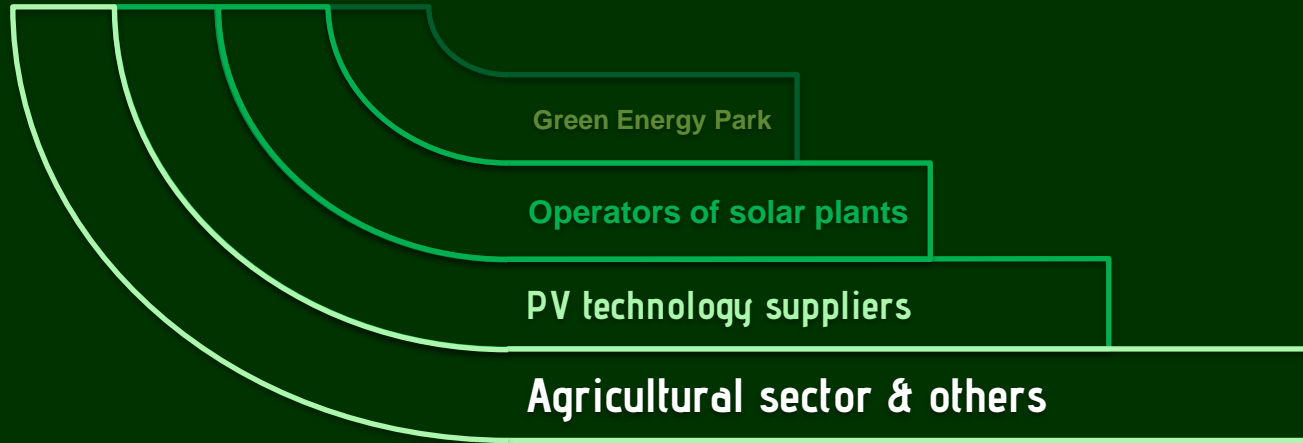 Green Energy Park
Operators of solar plants
PV technology suppliers
Agricultural sector & others